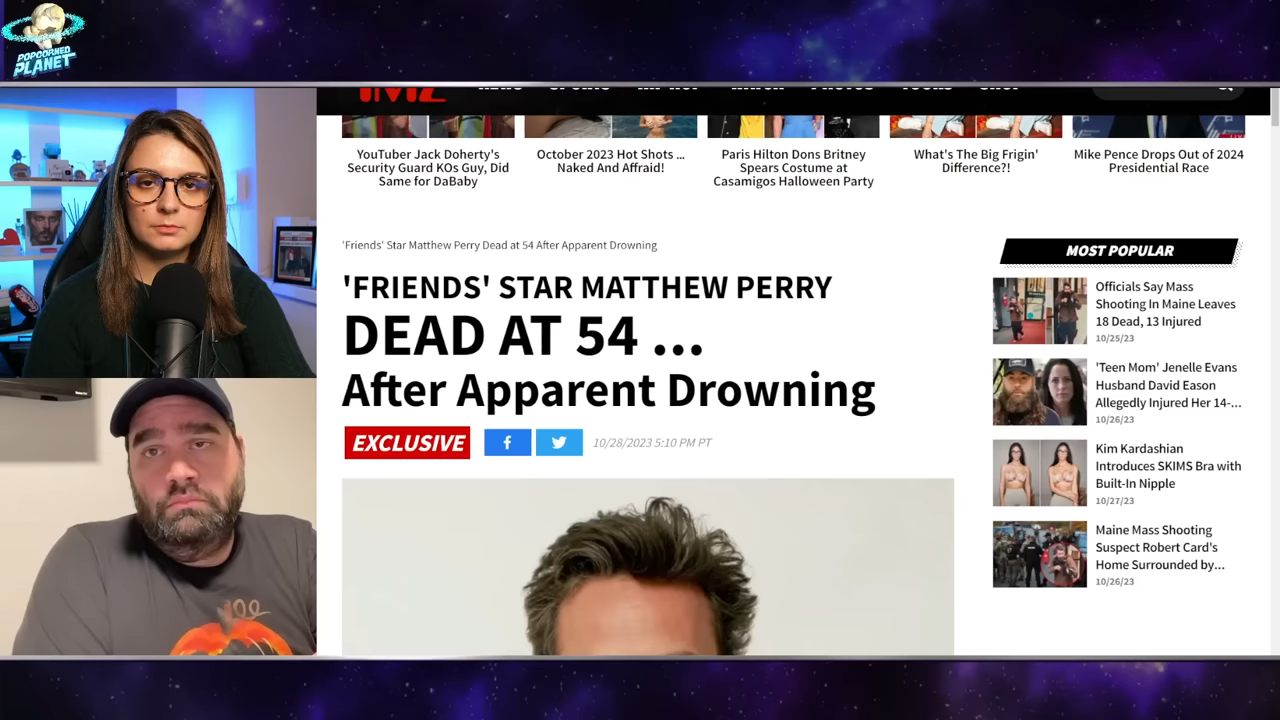 POPCORNED
PLANET
TMZ
YouTuber Jack Doherty's
Security Guard KOs Guy, Did
Same for DaBaby
October 2023 Hot Shots ...
Naked And Affraid!
Paris Hilton Dons Britney
Spears Costume at
Casamigos Halloween Party
What's The Big Frigin'
Difference?!
Mike Pence Drops Out of 2024
Presidential Race
'Friends' Star Matthew Perry Dead at 54 After Apparent Drowning
'FRIENDS' STAR MATTHEW PERRY
DEAD AT 54 ...
After Apparent Drowning
EXCLUSIVE
10/28/2023 5:10 PM PT
MOST POPULAR
Officials Say Mass
Shooting In Maine Leaves
18 Dead, 13 Injured
10/25/23
'Teen Mom' Jenelle Evans
Husband David Eason
Allegedly Injured Her 14-...
10/26/23
Kim Kardashian
Introduces SKIMS Bra with
Built-In Nipple
10/27/23
Maine Mass Shooting
Suspect Robert Card's
Home Surrounded by...
10/26/23